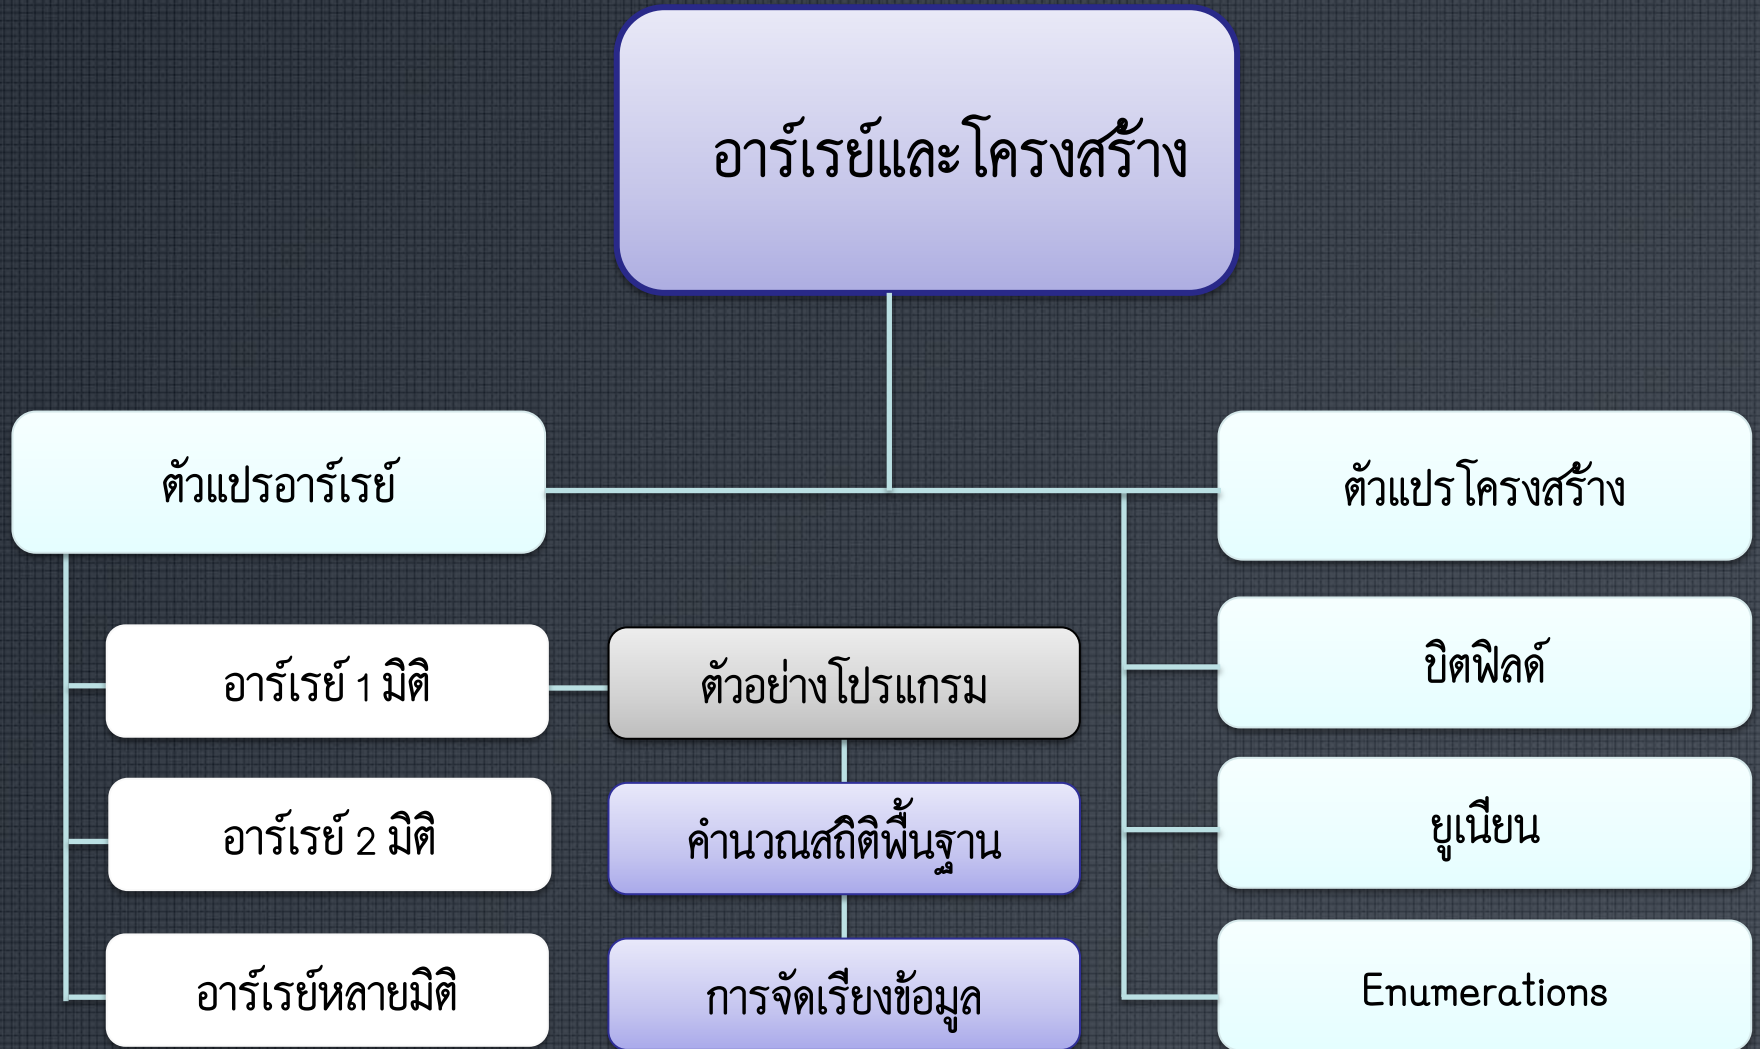 อาร์เรย์และโครงสร้าง
ตัวแปรอาร์เรย์
ตัวแปรโครงสร้าง
อาร์เรย์ 1 มิติ
ตัวอย่างโปรแกรม
บิตฟิลด์
อาร์เรย์ 2 มิติ
คำนวณสถิติพื้นฐาน
ยูเนียน
อาร์เรย์หลายมิติ
การจัดเรียงข้อมูล
Enumerations